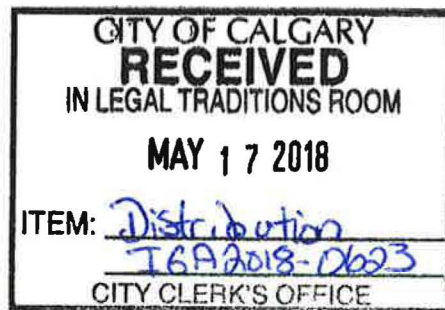 CITY OF CALGARY
RECEIVED
IN LEGAL TRADITIONS ROOM
MAY 17 2018
ITEM: Distribution
IGA2018-0623
CITY CLERK'S OFFICE